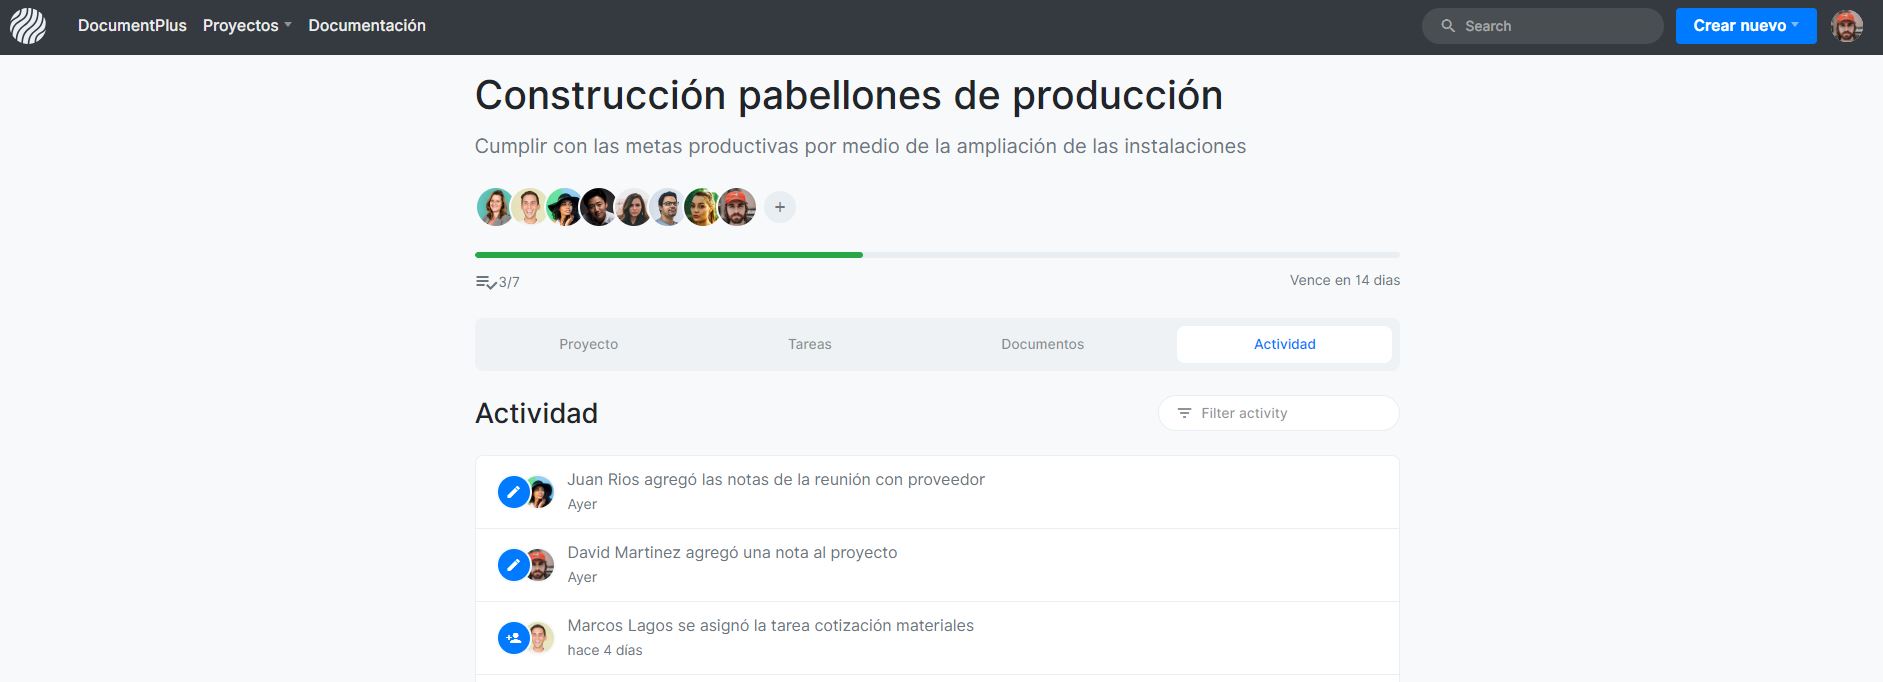 DocumentPlus Proyectos Documentación Search Crear nuevo
Construcción pabellones de producción
Cumplir con las metas productivas por medio de la ampliación de las instalaciones
+
3/7 Vence en 14 dias
Proyecto Tareas Documentos Actividad
Actividad Filter activity
Juan Rios agregó las notas de la reunión con proveedor
Ayer
David Martinez agregó una nota al proyecto
Ayer
Marcos Lagos se asignó la tarea cotización materiales
hace 4 días